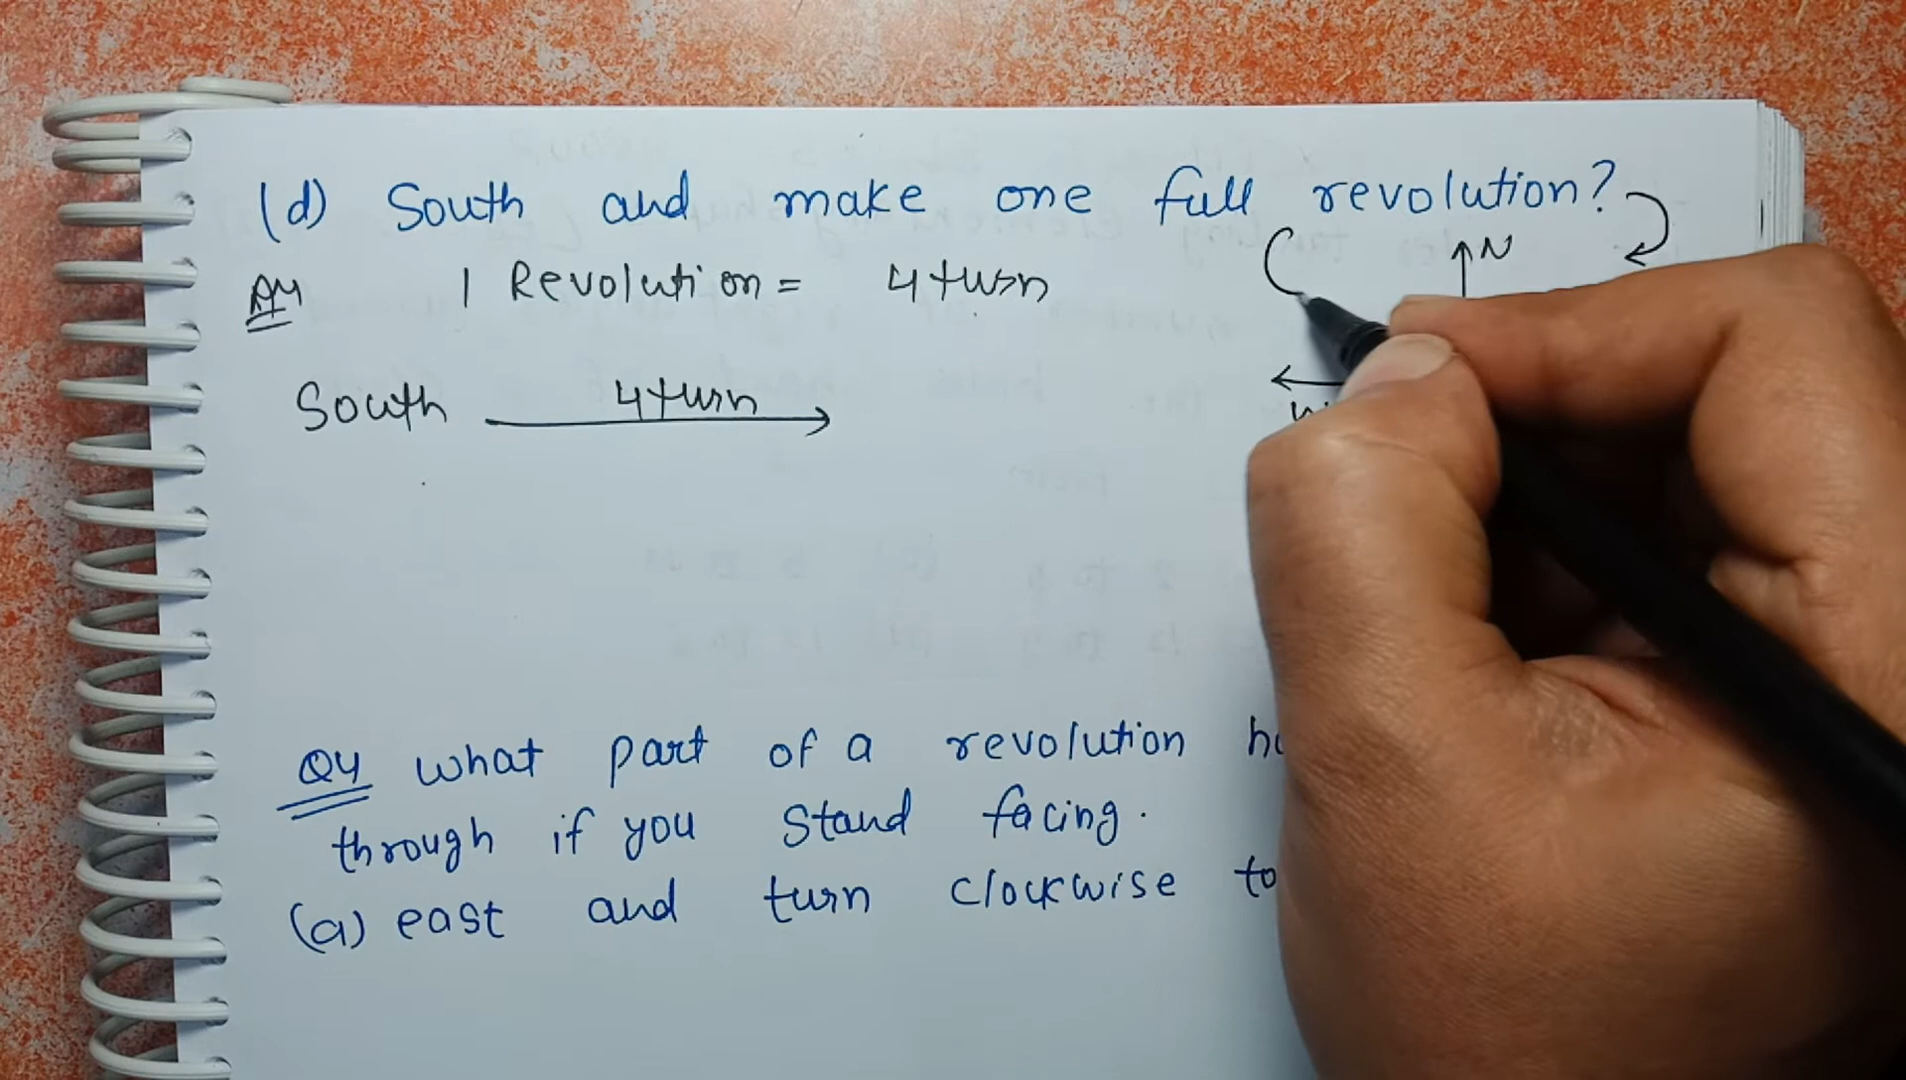 (d) South and make one full revolution?
Ans 1 Revolution = 4 turn
N
South 4 turn
Q4 what part of a revolution
through if you stand facing.
(a) east and turn clockwise to